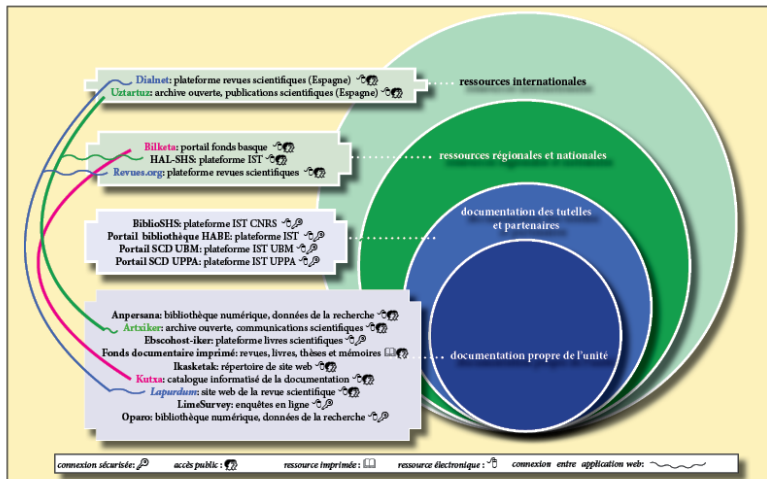 Dialnet: plateforme revues scientifiques (Espagne)
Uztartuz: archive ouverte, publications scientifiques (Espagne)
ressources internationales
Bilketa: portail fonds basque
HAL-SHS: plateforme IST
Revues.org: plateforme revues scientifiques
ressources régionales et nationales
BiblioSHS: plateforme IST CNRS
Portail bibliothèque HABE: plateforme IST
Portail SCD UBM: plateforme IST UBM
Portail SCD UPPA: plateforme IST UPPA
documentation des tutelles
et partenaires
Anpersana: bibliothèque numérique, données de la recherche
Artxiker: archive ouverte, communications scientifiques
Ebscohost-iker: plateforme livres scientifiques
Fonds documentaire imprimé: revues, livres, thèses et mémoires
Ikasketak: répertoire de site web
Kutxa: catalogue informatisé de la documentation
Lapurdum: site web de la revue scientifique
LimeSurvey: enquêtes en ligne
Oparo: bibliothèque numérique, données de la recherche
documentation propre de l'unité
connexion sécurisée: accès public : ressource imprimée : ressource électronique : connexion entre application web: